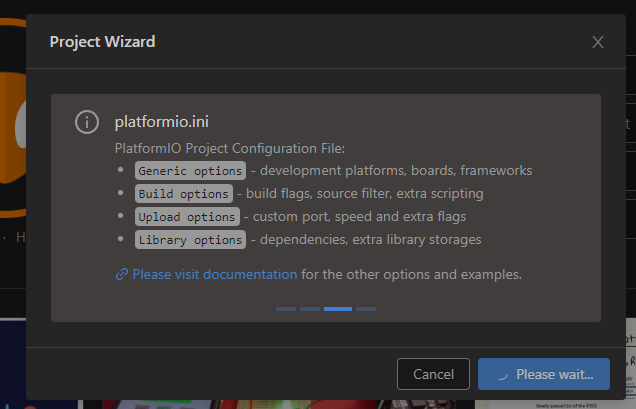 Project Wizard
platformio.ini
PlatformIO Project Configuration File:
Generic options - development platforms, boards, frameworks
Build options - build flags, source filter, extra scripting
Upload options - custom port, speed and extra flags
Library options - dependencies, extra library storages
Please visit documentation for the other options and examples.
Cancel
Please wait...